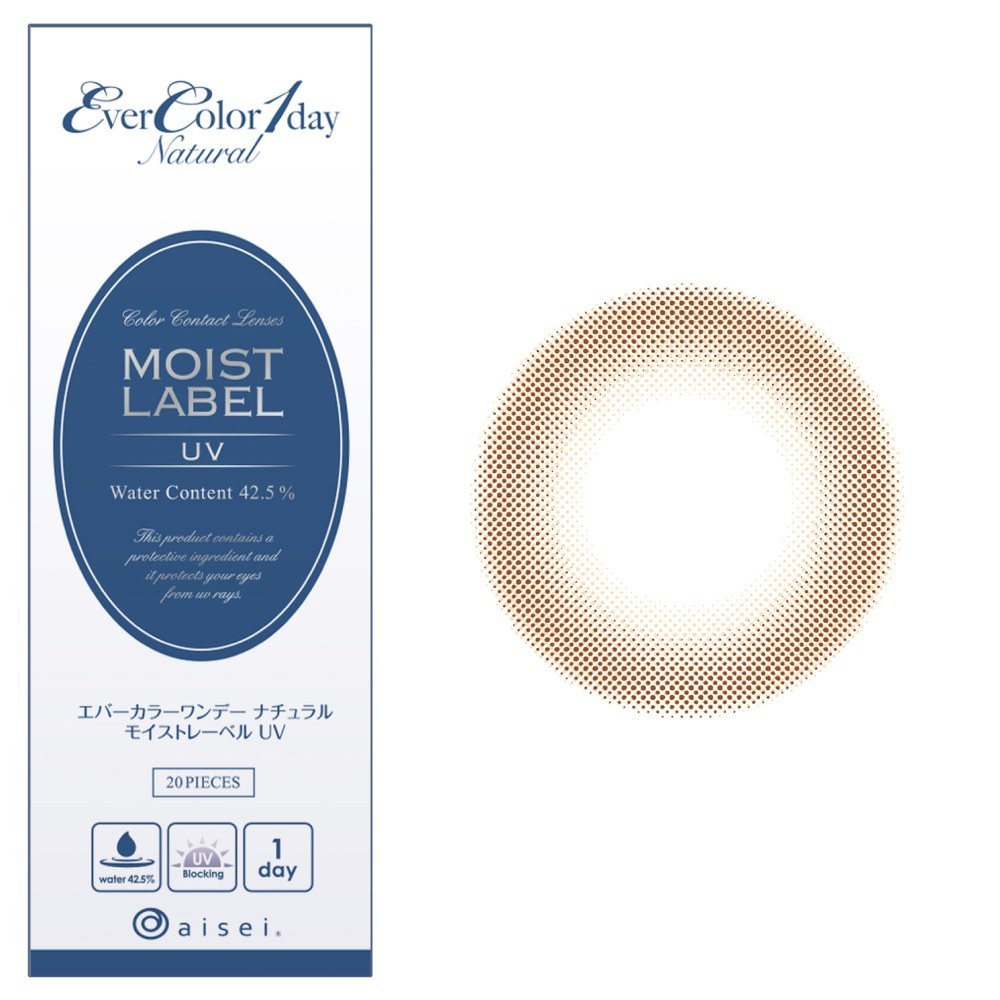 EverColor1day
Natural
Color Contact Lenses
MOIST
LABEL
UV
Water Content 42.5%
This product contains a
protective ingredient and
it protects your eyes
from uv rays.
エバーカラーワンデー ナチュラル
モイストレーベル UV
20PIECES
water 42.5%
UV
Blocking
1
day
aisei®